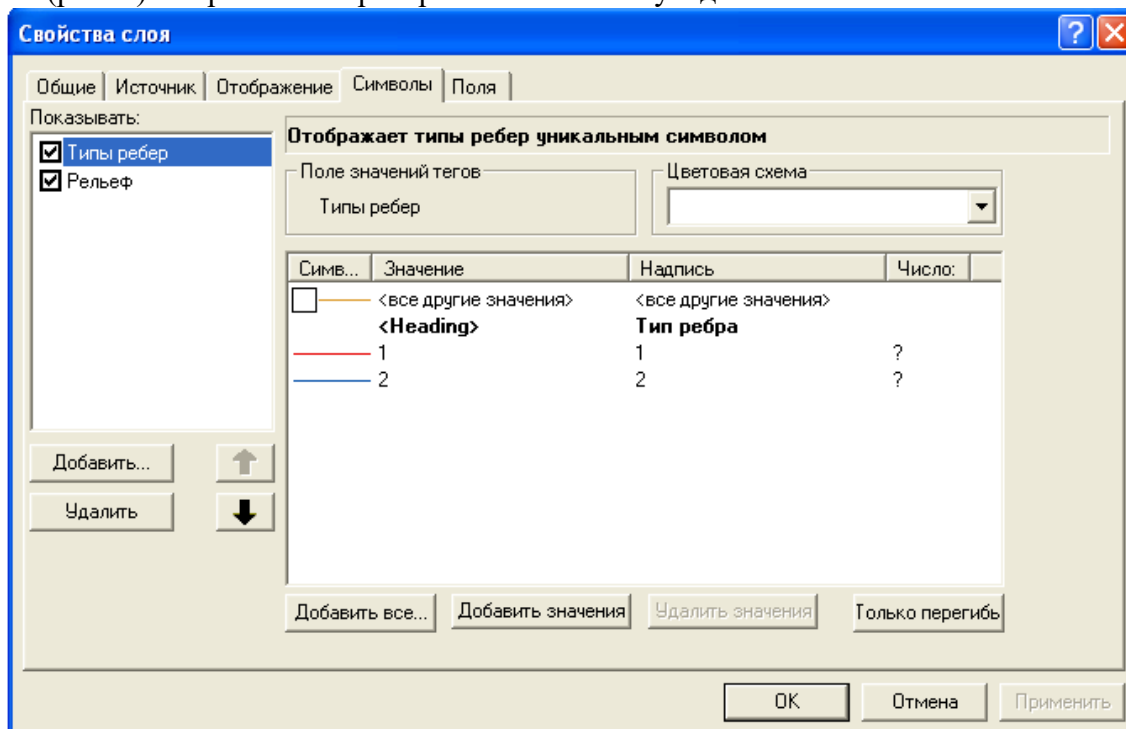 Свойства слоя
Общие Источник Отображение Символы Поля
Показывать:
Типы ребер
Рельеф
Отображает типы ребер уникальным символом
Поле значений тегов
Типы ребер
Цветовая схема
Симв... Значение Надпись Число:
<все другие значения> <все другие значения>
<Heading> Тип ребра
1 1 ?
2 2 ?
Добавить...
Удалить
Добавить все... Добавить значения Удалить значения Только перегибь
OK Отмена Применить